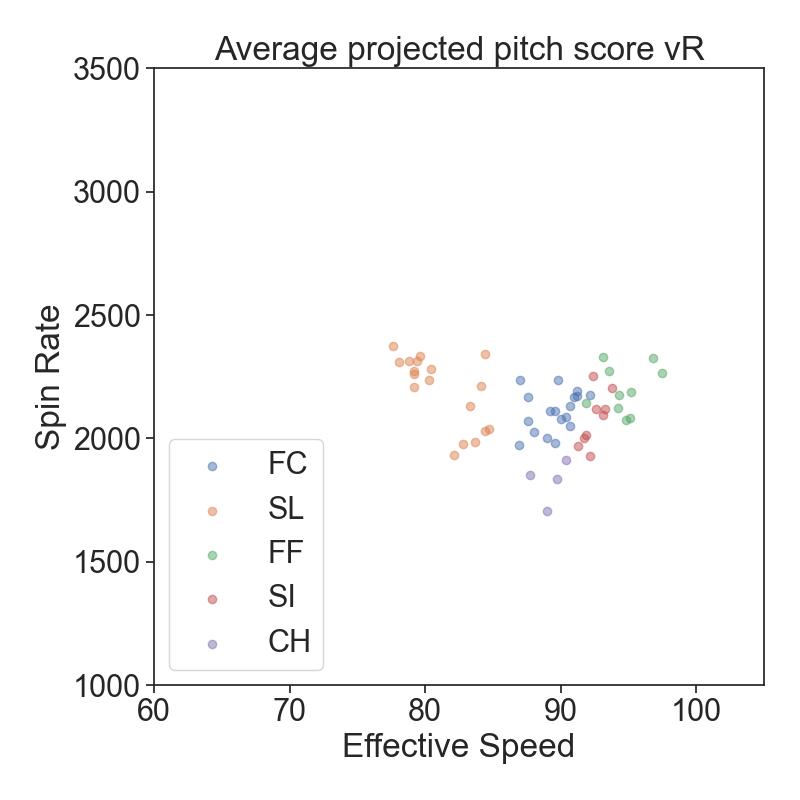 Average projected pitch score vR
3500
3000
2500
2000
1500
1000
Spin Rate
FC
SL
FF
SI
CH
60 70 80 90 100
Effective Speed